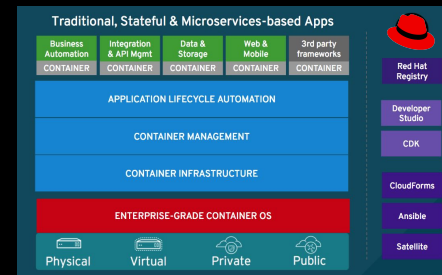 Traditional, Stateful & Microservices-based Apps
Business
Automation
CONTAINER
Integration
& API Mgmt
CONTAINER
Data &
Storage
CONTAINER
Web &
Mobile
CONTAINER
3rd party
frameworks
CONTAINER
APPLICATION LIFECYCLE AUTOMATION
CONTAINER MANAGEMENT
CONTAINER INFRASTRUCTURE
ENTERPRISE-GRADE CONTAINER OS
Physical
Virtual
Private
Public
Red Hat
Registry
Developer
Studio
CDK
CloudForms
Ansible
Satellite